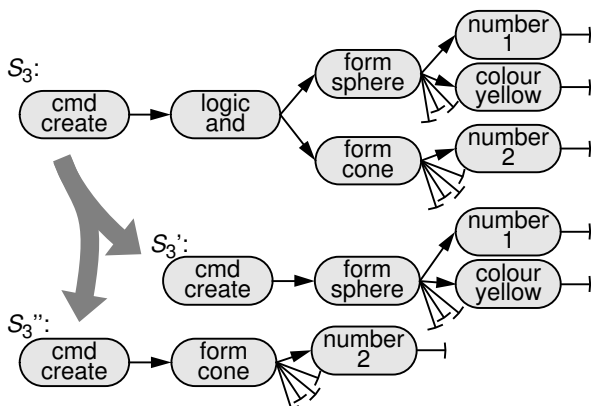 S3:
cmd
create
logic
and
form
sphere
number
1
colour
yellow
form
cone
number
2
S3':
cmd
create
form
sphere
number
1
colour
yellow
S3'':
cmd
create
form
cone
number
2